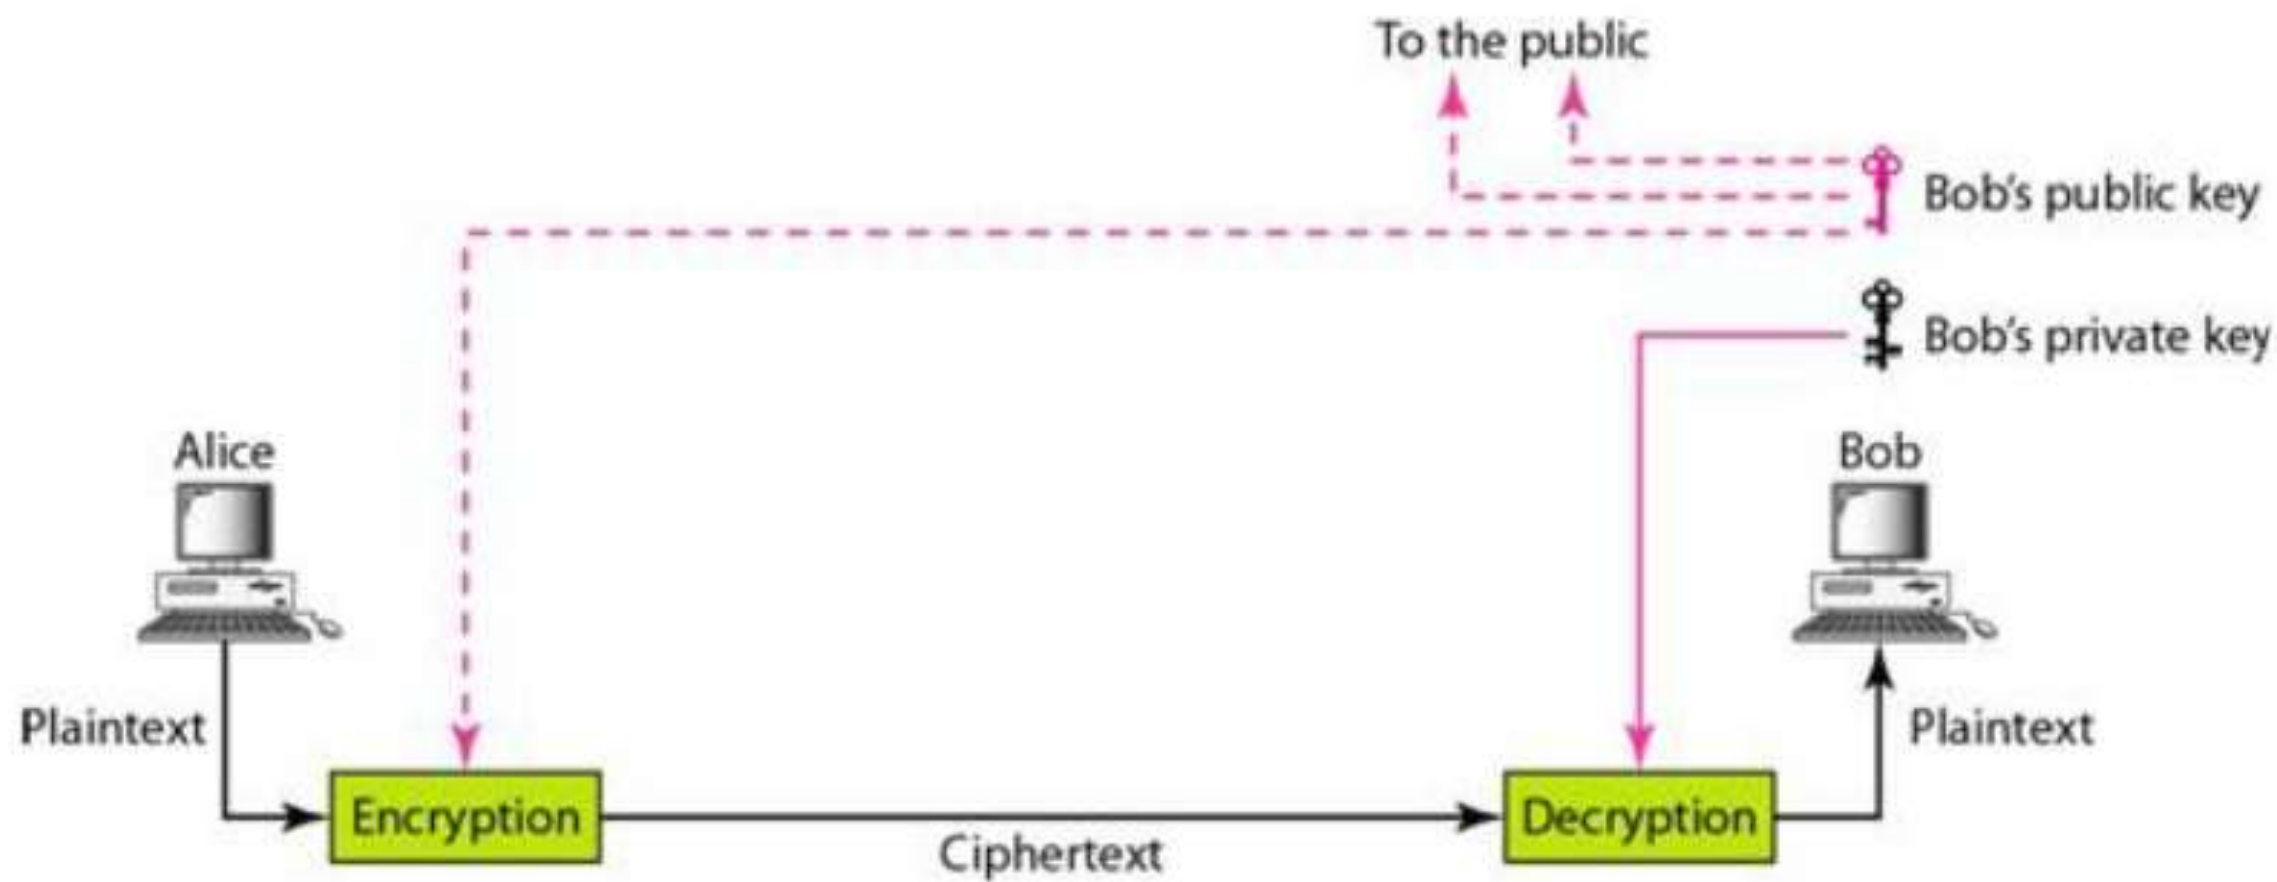 To the public
Bob's public key
Bob's private key
Alice
Bob
Plaintext
Plaintext
Encryption
Decryption
Ciphertext